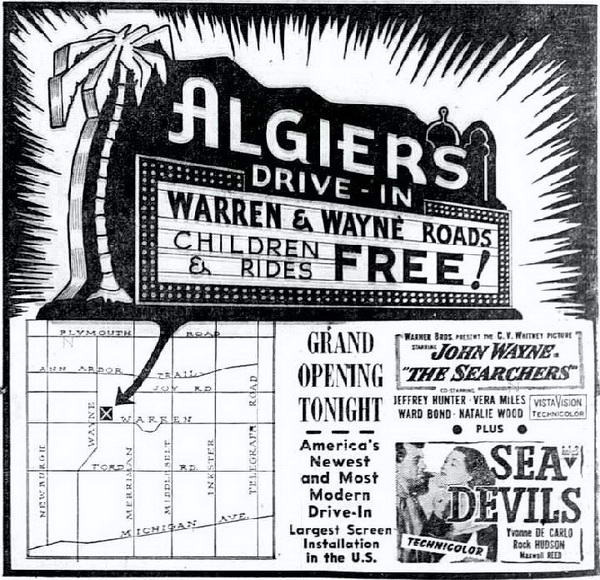 ALGIERS
DRIVE-IN
WARREN & WAYNE ROADS
CHILDREN
& RIDES FREE!
PLYMOUTH ROAD
N
ANN ARBOR TRAIL
JOY RD
WAYNE
WARREN
NEWBURGH
MERRIMAN
MIDDLEBELT
INKSTER
TELEGRAPH ROAD
FORD RD.
MICHIGAN AVE.
GRAND
OPENING
TONIGHT
America's
Newest
and Most
Modern
Drive-In
Largest Screen
Installation
in the U.S.
WARNER BROS. PRESENT THE C. V. WHITNEY PICTURE
STARRING JOHN WAYNE
"THE SEARCHERS"
CO-STARRING
JEFFREY HUNTER · VERA MILES
WARD BOND · NATALIE WOOD
VISTAVISION
TECHNICOLOR
PLUS
SEA
DEVILS
TECHNICOLOR
Yvonne DE CARLO
Rock HUDSON
Maxwell REED